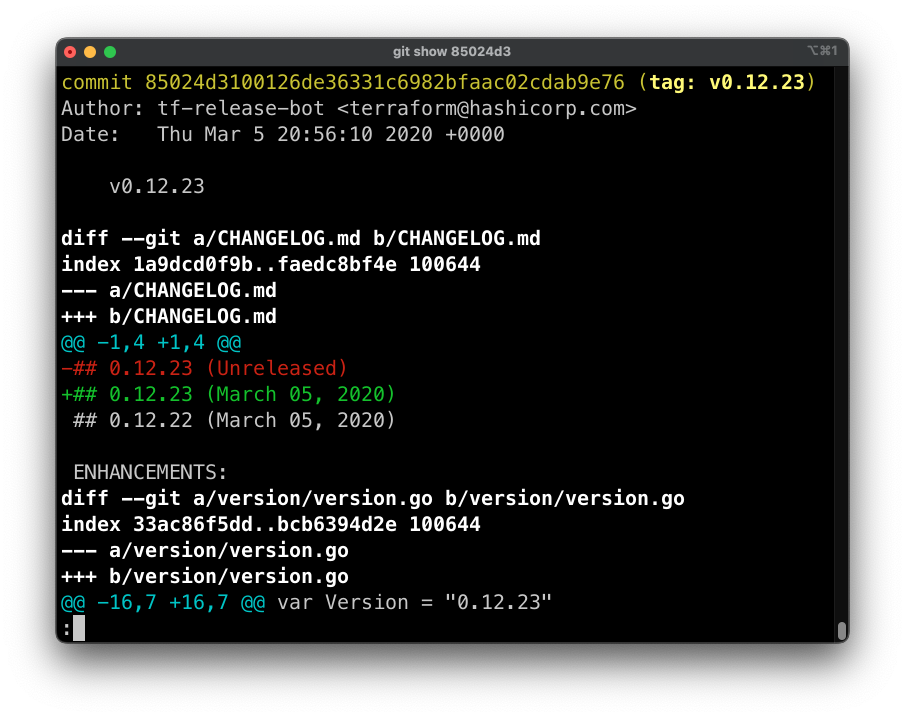 git show 85024d3
⌥⌘1
commit 85024d3100126de36331c6982bfaac02cdab9e76 (tag: v0.12.23)
Author: tf-release-bot <terraform@hashicorp.com>
Date:   Thu Mar 5 20:56:10 2020 +0000
    v0.12.23
diff --git a/CHANGELOG.md b/CHANGELOG.md
index 1a9dcd0f9b..faedc8bf4e 100644
--- a/CHANGELOG.md
+++ b/CHANGELOG.md
@@ -1,4 +1,4 @@
-## 0.12.23 (Unreleased)
+## 0.12.23 (March 05, 2020)
 ## 0.12.22 (March 05, 2020)
 ENHANCEMENTS:
diff --git a/version/version.go b/version/version.go
index 33ac86f5dd..bcb6394d2e 100644
--- a/version/version.go
+++ b/version/version.go
@@ -16,7 +16,7 @@ var Version = "0.12.23"
: